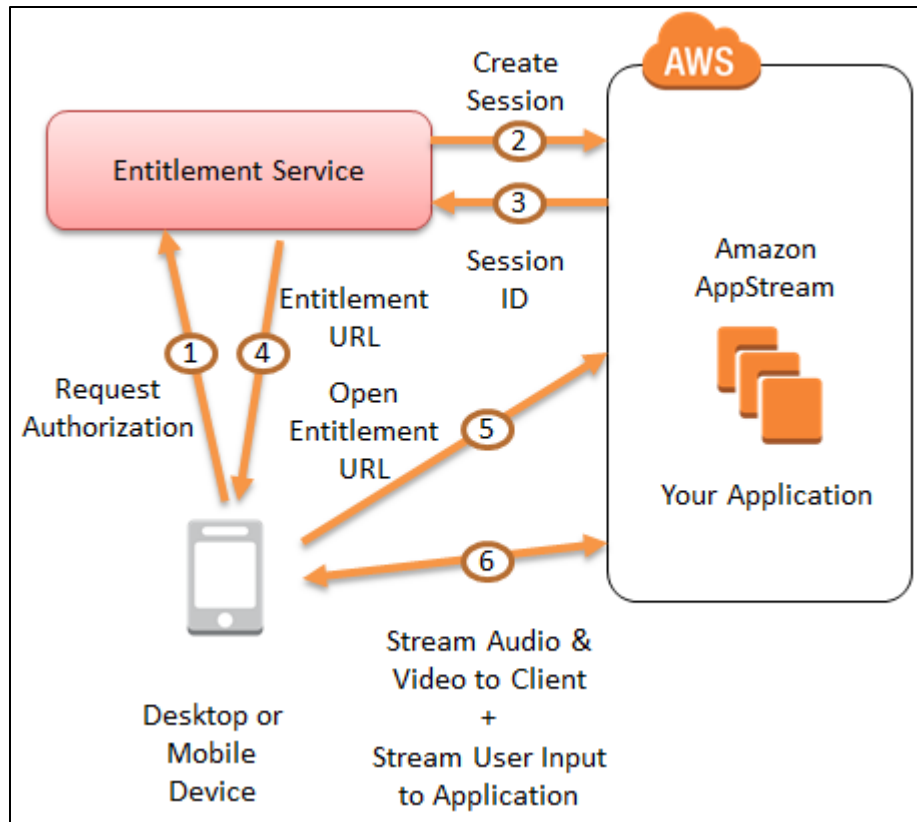 AWS
Create
Session
2
Entitlement Service
3
Session
ID
Amazon
AppStream
Entitlement
URL
1
4
Request
Authorization
Open
Entitlement
URL
5
Your Application
6
Stream Audio &
Video to Client
+
Stream User Input
to Application
Desktop or
Mobile
Device